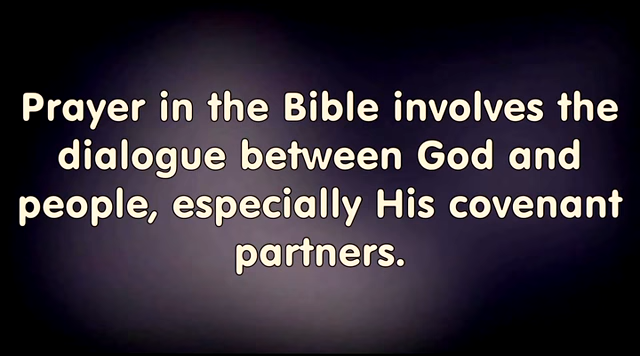 Prayer in the Bible involves the
dialogue between God and
people, especially His covenant
partners.